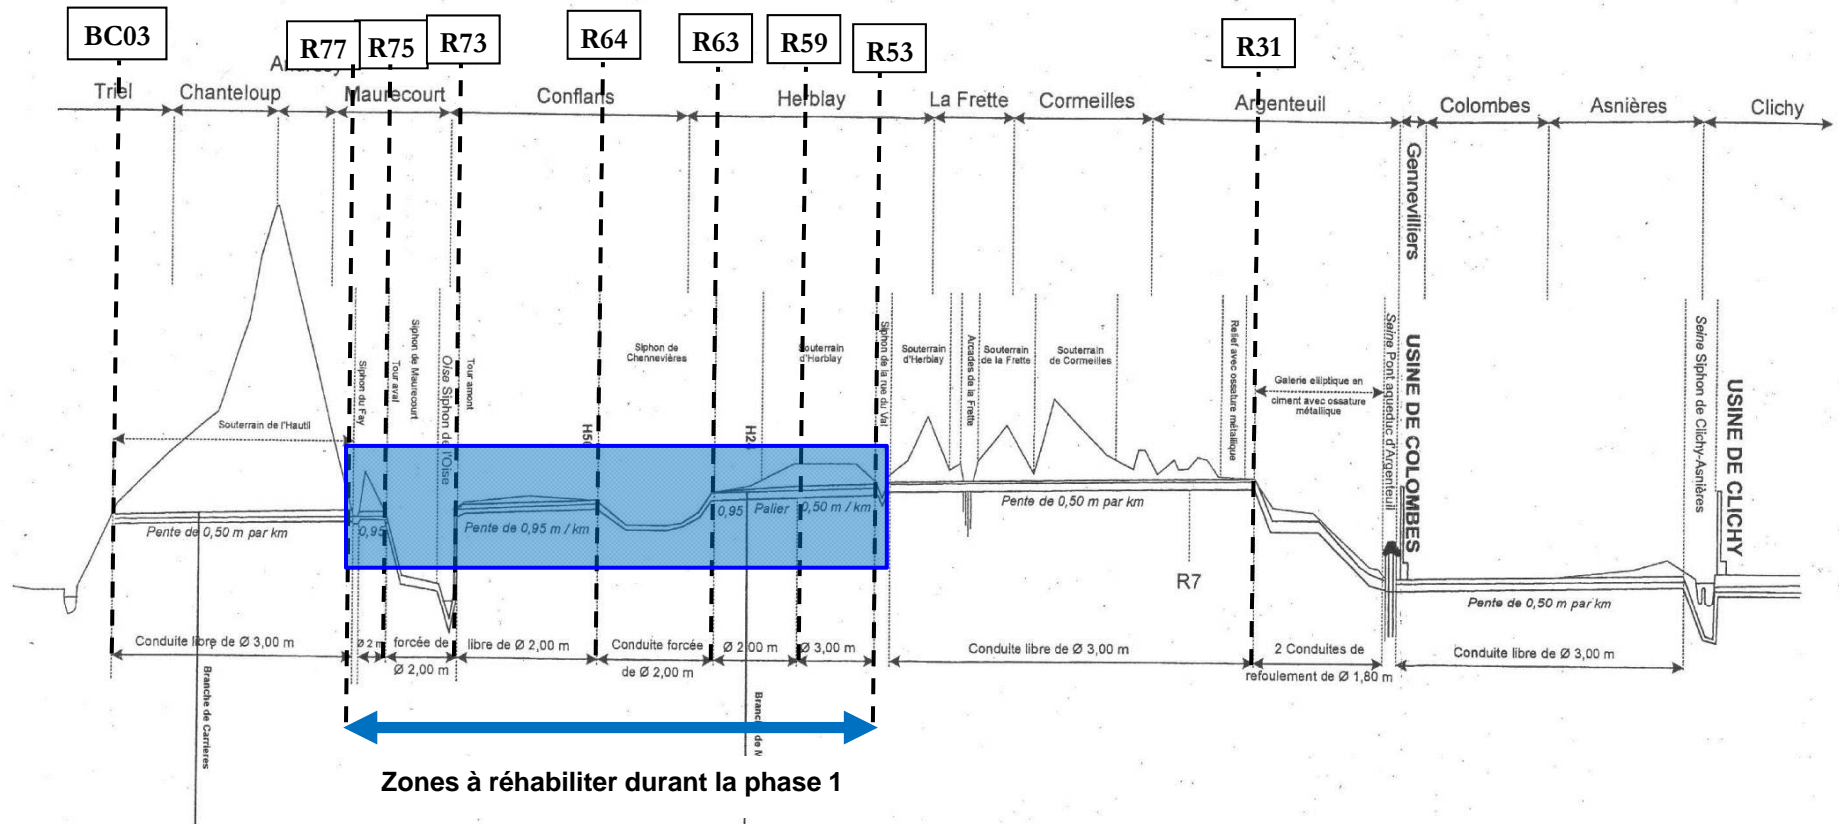 BC03
R77
R75
R73
R64
R63
R59
R53
R31
Triel
Chanteloup
Maurecourt
Conflans
Herblay
La Frette
Cormeilles
Argenteuil
Gennevilliers
Colombes
Asnières
Clichy
Souterrain de l'Hautil
Siphon du Fay
Tour aval
Siphon de Maurecourt
Oise Siphon de l'Oise
Tour amont
Siphon de
Chennevières
Souterrain
d'Herblay
Siphon de la rue du Val
Souterrain
d'Herblay
Arcades de la Frette
Souterrain
de la Frette
Souterrain
de Cormeilles
Relief avec ossature métallique
Galerie elliptique en
ciment avec ossature
métallique
Seine Pont aqueduc d'Argenteuil
USINE DE COLOMBES
Seine Siphon de Clichy-Asnières
USINE DE CLICHY
Pente de 0,50 m par km
0,95
Pente de 0,95 m / km
0,95
Palier
0,50 m / km
Pente de 0,50 m par km
R7
Pente de 0,50 m par km
Conduite libre de Ø 3,00 m
Ø 2 m
forcée de
Ø 2,00 m
libre de Ø 2,00 m
Conduite forcée
de Ø 2,00 m
Ø 2,00 m
Ø 3,00 m
Conduite libre de Ø 3,00 m
2 Conduites de
refoulement de Ø 1,80 m
Conduite libre de Ø 3,00 m
Branche de Carrieres
Zones à réhabiliter durant la phase 1